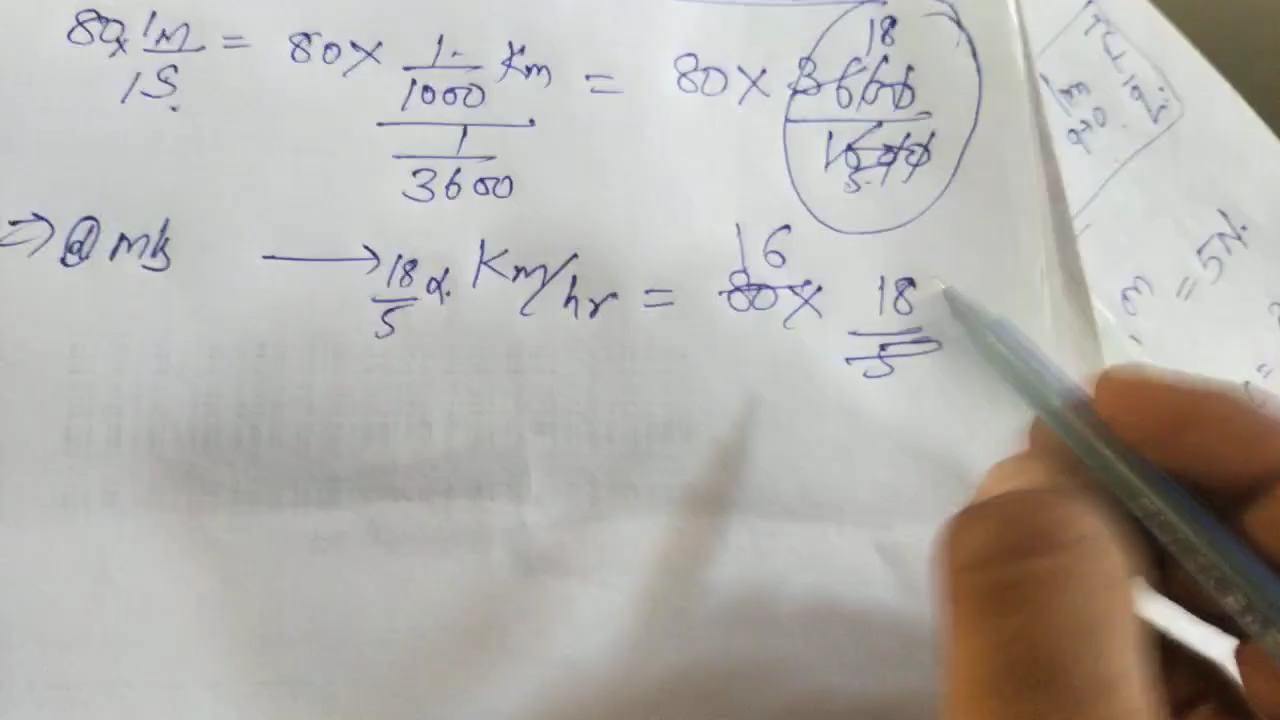 80 x 1M = 80 x 1 Km = 80 x 3600 18
1S. 1000 1000 5
1
3600
⇒ @ m/s → 18 α. Km/hr = 80 x 18 16
5 5
= 5N.